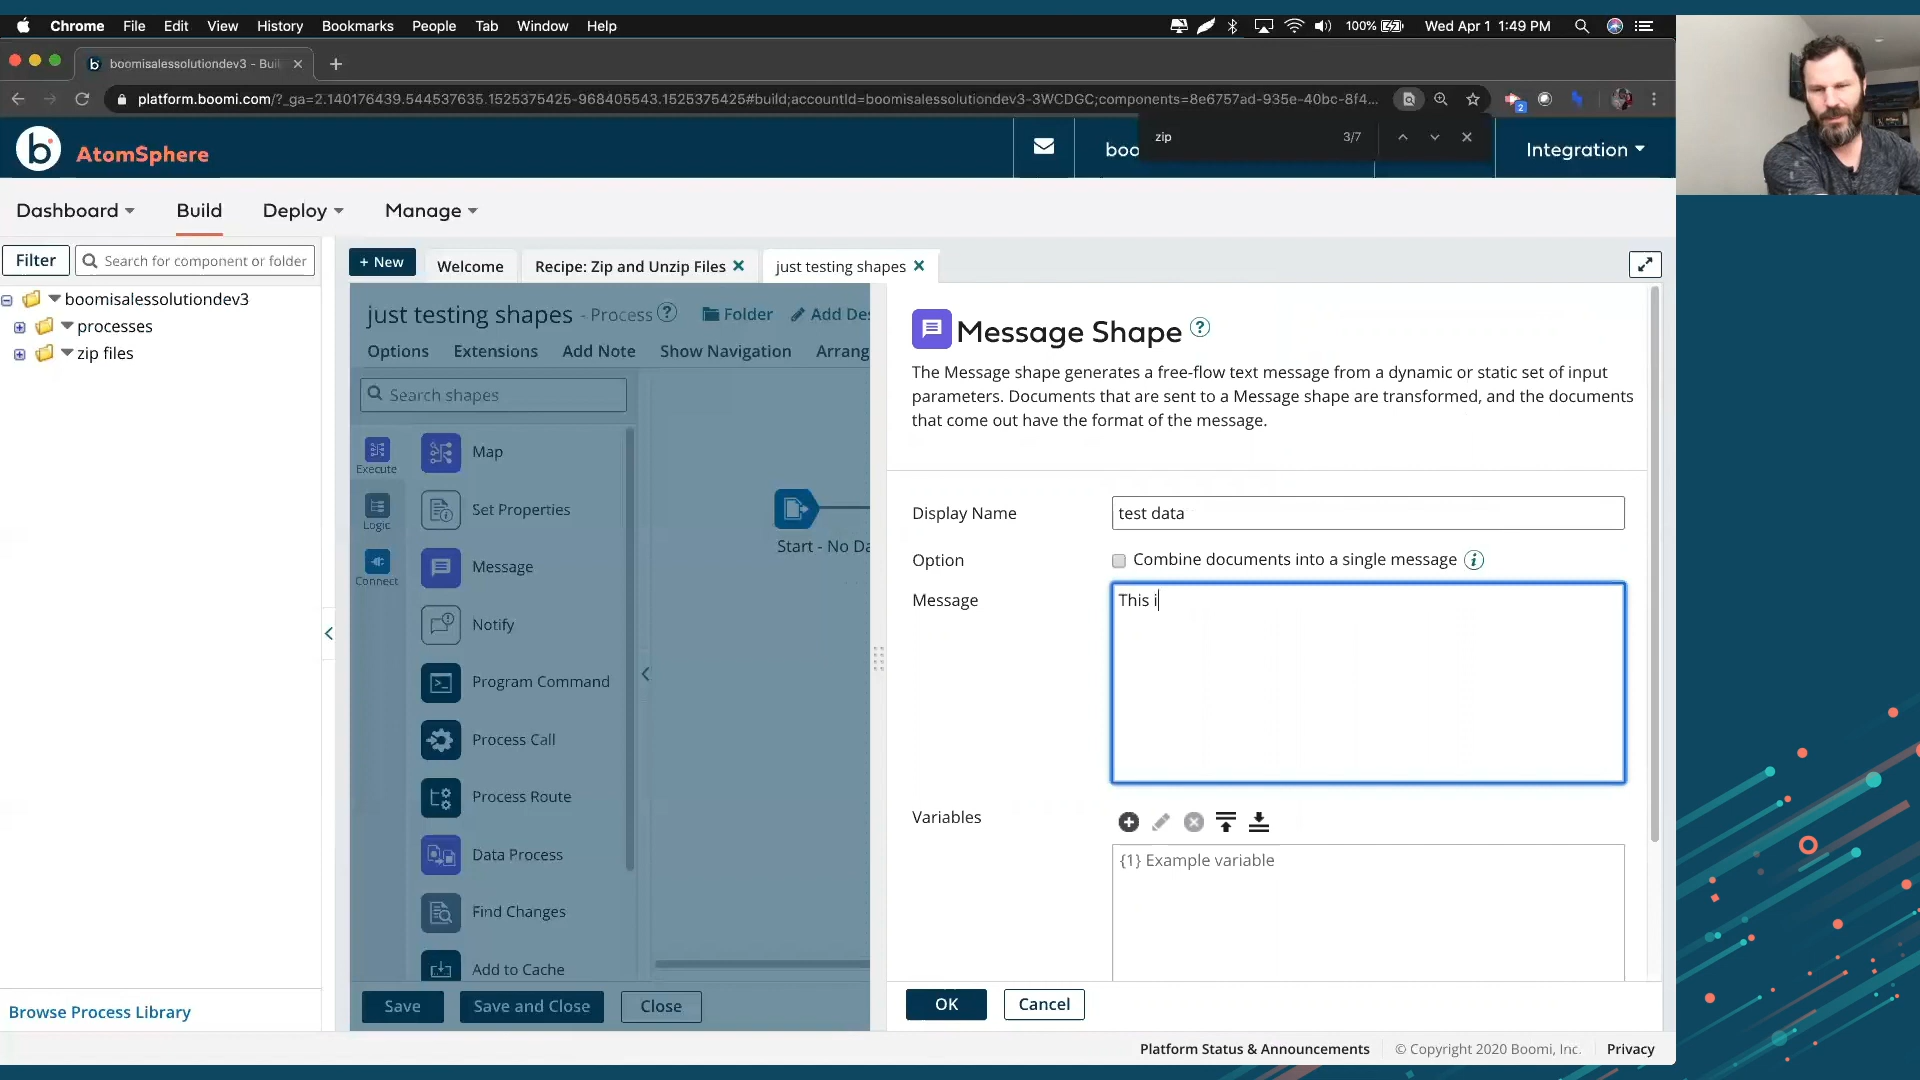 Chrome File Edit View History Bookmarks People Tab Window Help 100% Wed Apr 1 1:49 PM
boomisalessolutiondev3 - Buil
platform.boomi.com/?_ga=2.140176439.544537635.1525375425-968405543.1525375425#build;accountId=boomisalessolutiondev3-3WCDGC;components=8e6757ad-935e-40bc-8f4... 2
zip 3/7
b AtomSphere boo Integration
Dashboard Build Deploy Manage
Filter Search for component or folder
+ New Welcome Recipe: Zip and Unzip Files just testing shapes
boomisalessolutiondev3
processes
zip files
Browse Process Library
just testing shapes - Process ? Folder Add Des
Options Extensions Add Note Show Navigation Arrang
Search shapes
Execute
Logic
Connect
Map
Set Properties
Message
Notify
Program Command
Process Call
Process Route
Data Process
Find Changes
Add to Cache
Start - No Da
Save Save and Close Close
Message Shape ?
The Message shape generates a free-flow text message from a dynamic or static set of input
parameters. Documents that are sent to a Message shape are transformed, and the documents
that come out have the format of the message.
Display Name test data
Option Combine documents into a single message i
Message This i
Variables
{1} Example variable
OK Cancel
Platform Status & Announcements © Copyright 2020 Boomi, Inc. Privacy